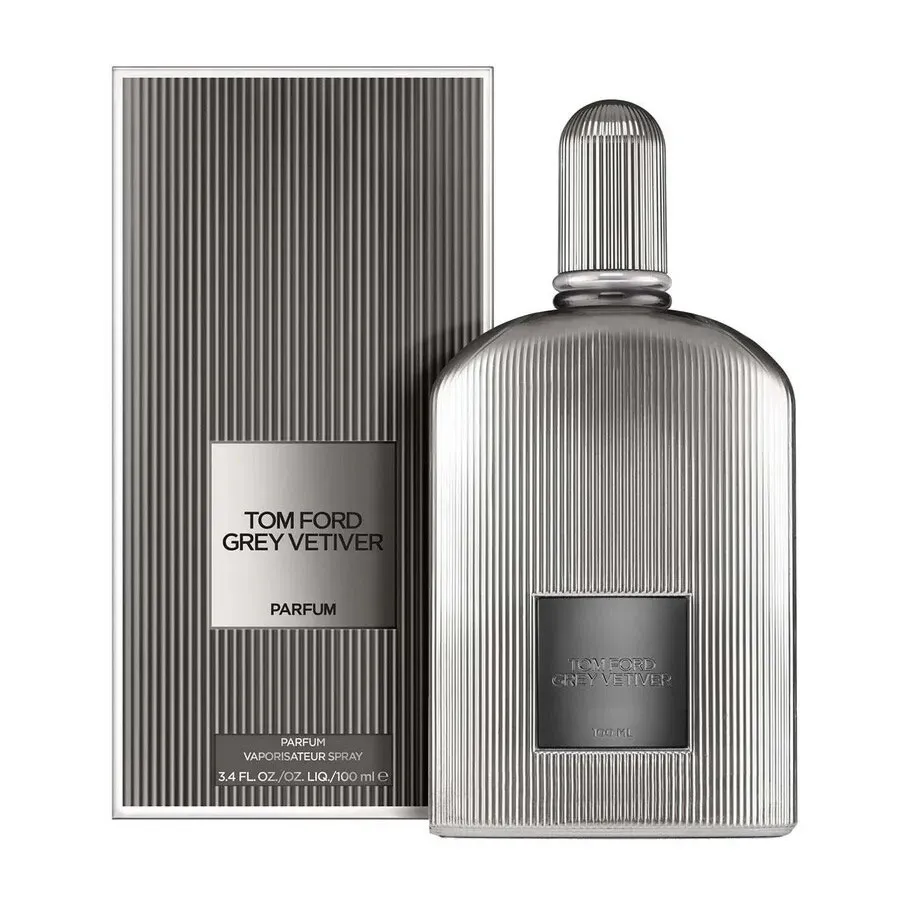 TOM FORD
GREY VETIVER
PARFUM
PARFUM
VAPORISATEUR SPRAY
3.4 FL. OZ./OZ. LIQ./100 ml ℮
TOM FORD
GREY VETIVER
100 ML